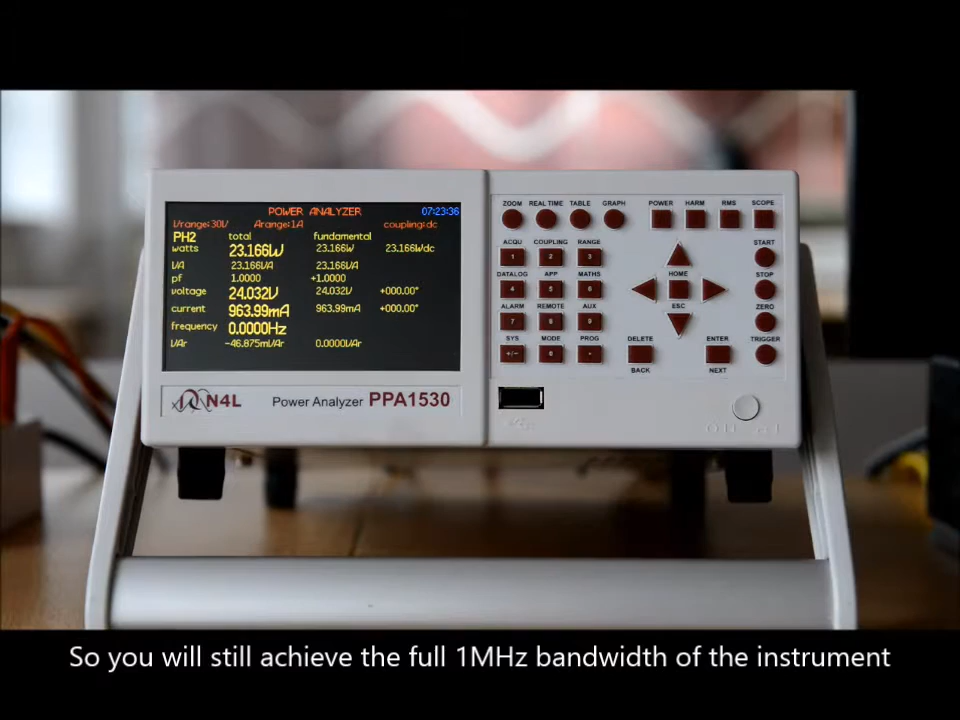 POWER ANALYZER 07:23:36
Vrange:30V Arange:1A coupling:dc
PH2 total fundamental
watts 23.166W 23.166W 23.166Wdc
VA 23.166VA 23.166VA
pf 1.0000 +1.0000
voltage 24.032V 24.032V +000.00°
current 963.99mA 963.99mA +000.00°
frequency 0.0000Hz
VAr -46.875mVAr 0.0000VAr
N4L Power Analyzer PPA1530
ZOOM REAL TIME TABLE GRAPH POWER HARM RMS SCOPE
ACQU COUPLING RANGE START
1 2 3
DATALOG APP MATHS HOME STOP
4 5 6
ALARM REMOTE AUX ESC ZERO
7 8 9
SYS MODE PROG DELETE ENTER TRIGGER
+/- 0 .
BACK NEXT
So you will still achieve the full 1MHz bandwidth of the instrument